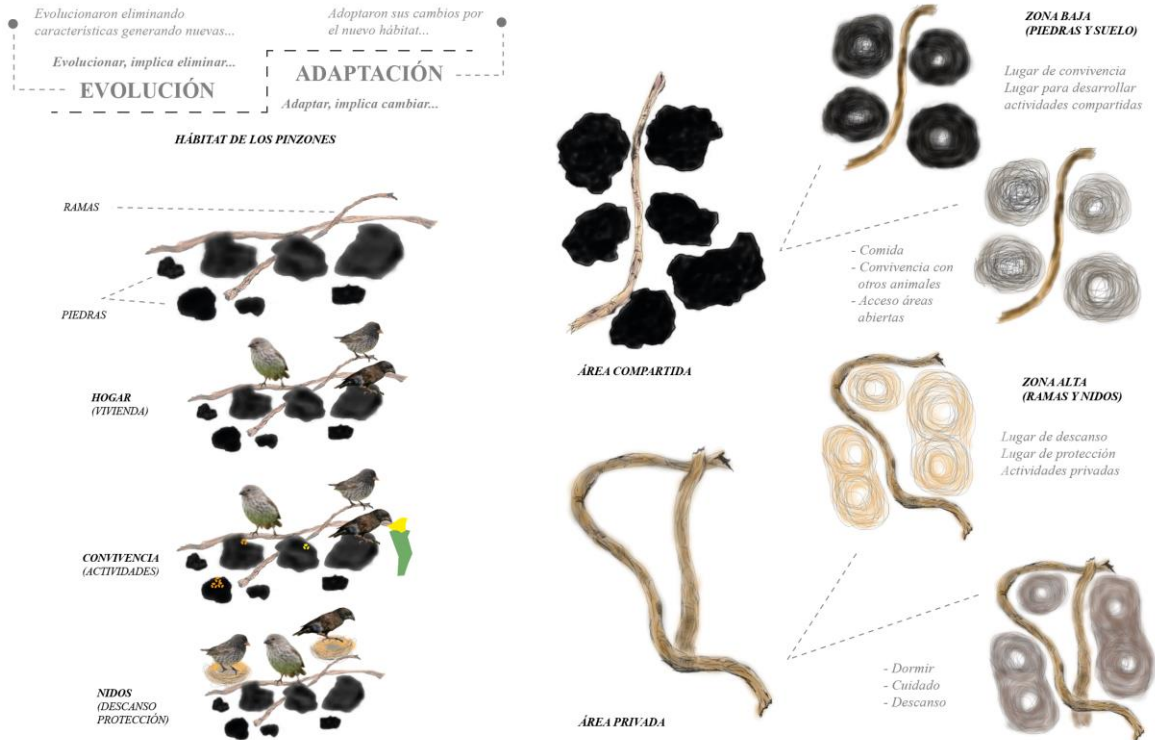 Evolucionaron eliminando
características generando nuevas...
Evolucionar, implica eliminar...
EVOLUCIÓN
Adoptaron sus cambios por
el nuevo hábitat...
ADAPTACIÓN
Adaptar, implica cambiar...
HÁBITAT DE LOS PINZONES
RAMAS
PIEDRAS
HOGAR
(VIVIENDA)
CONVIVENCIA
(ACTIVIDADES)
NIDOS
(DESCANSO
PROTECCIÓN)
ÁREA COMPARTIDA
ÁREA PRIVADA
ZONA BAJA
(PIEDRAS Y SUELO)
Lugar de convivencia
Lugar para desarrollar
actividades compartidas
- Comida
- Convivencia con
otros animales
- Acceso áreas
abiertas
ZONA ALTA
(RAMAS Y NIDOS)
Lugar de descanso
Lugar de protección
Actividades privadas
- Dormir
- Cuidado
- Descanso